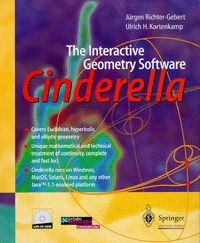 Jürgen Richter-Gebert
Ulrich H. Kortenkamp
The Interactive
Geometry Software
Cinderella
Covers Euclidean, hyperbolic
and elliptic geometry
Unique mathematical and technical
treatment of continuity, complete
and fast loci
Cinderella runs on Windows,
MacOS, Solaris, Linux and any other
Java™-1.1-enabled platform
WITH CD-ROM
Includes
Springer